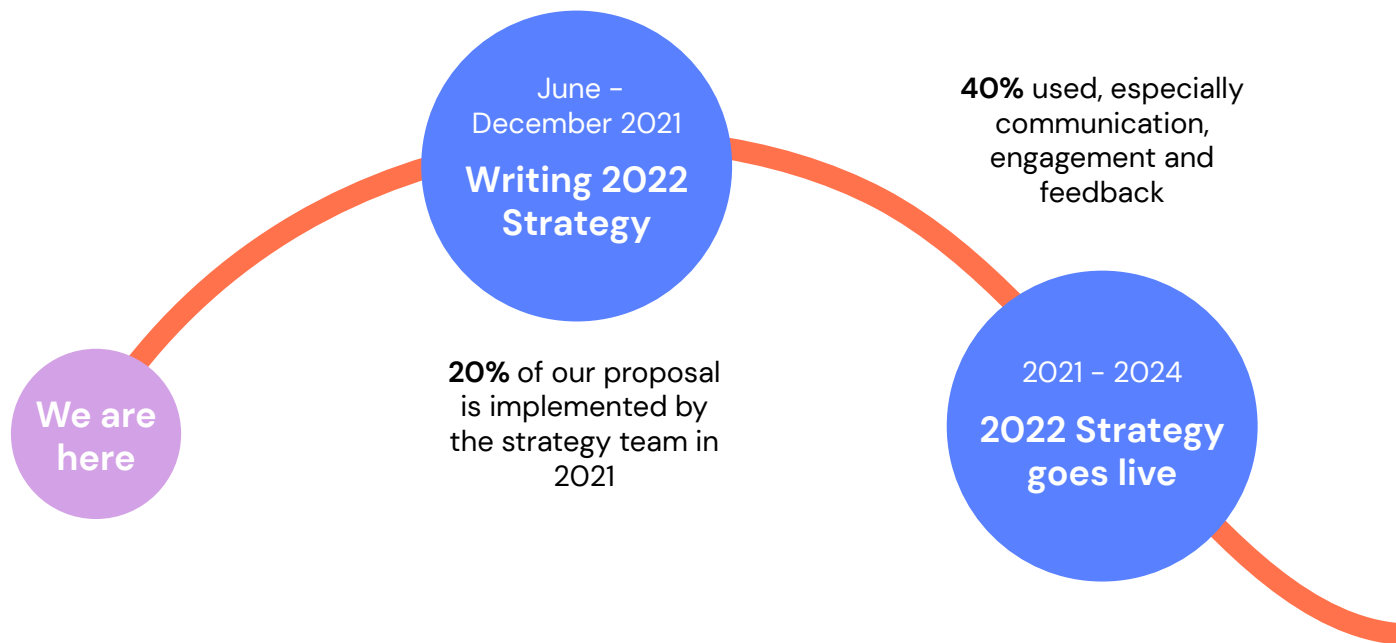 We are
here
June –
December 2021
Writing 2022
Strategy
20% of our proposal
is implemented by
the strategy team in
2021
40% used, especially
communication,
engagement and
feedback
2021 – 2024
2022 Strategy
goes live